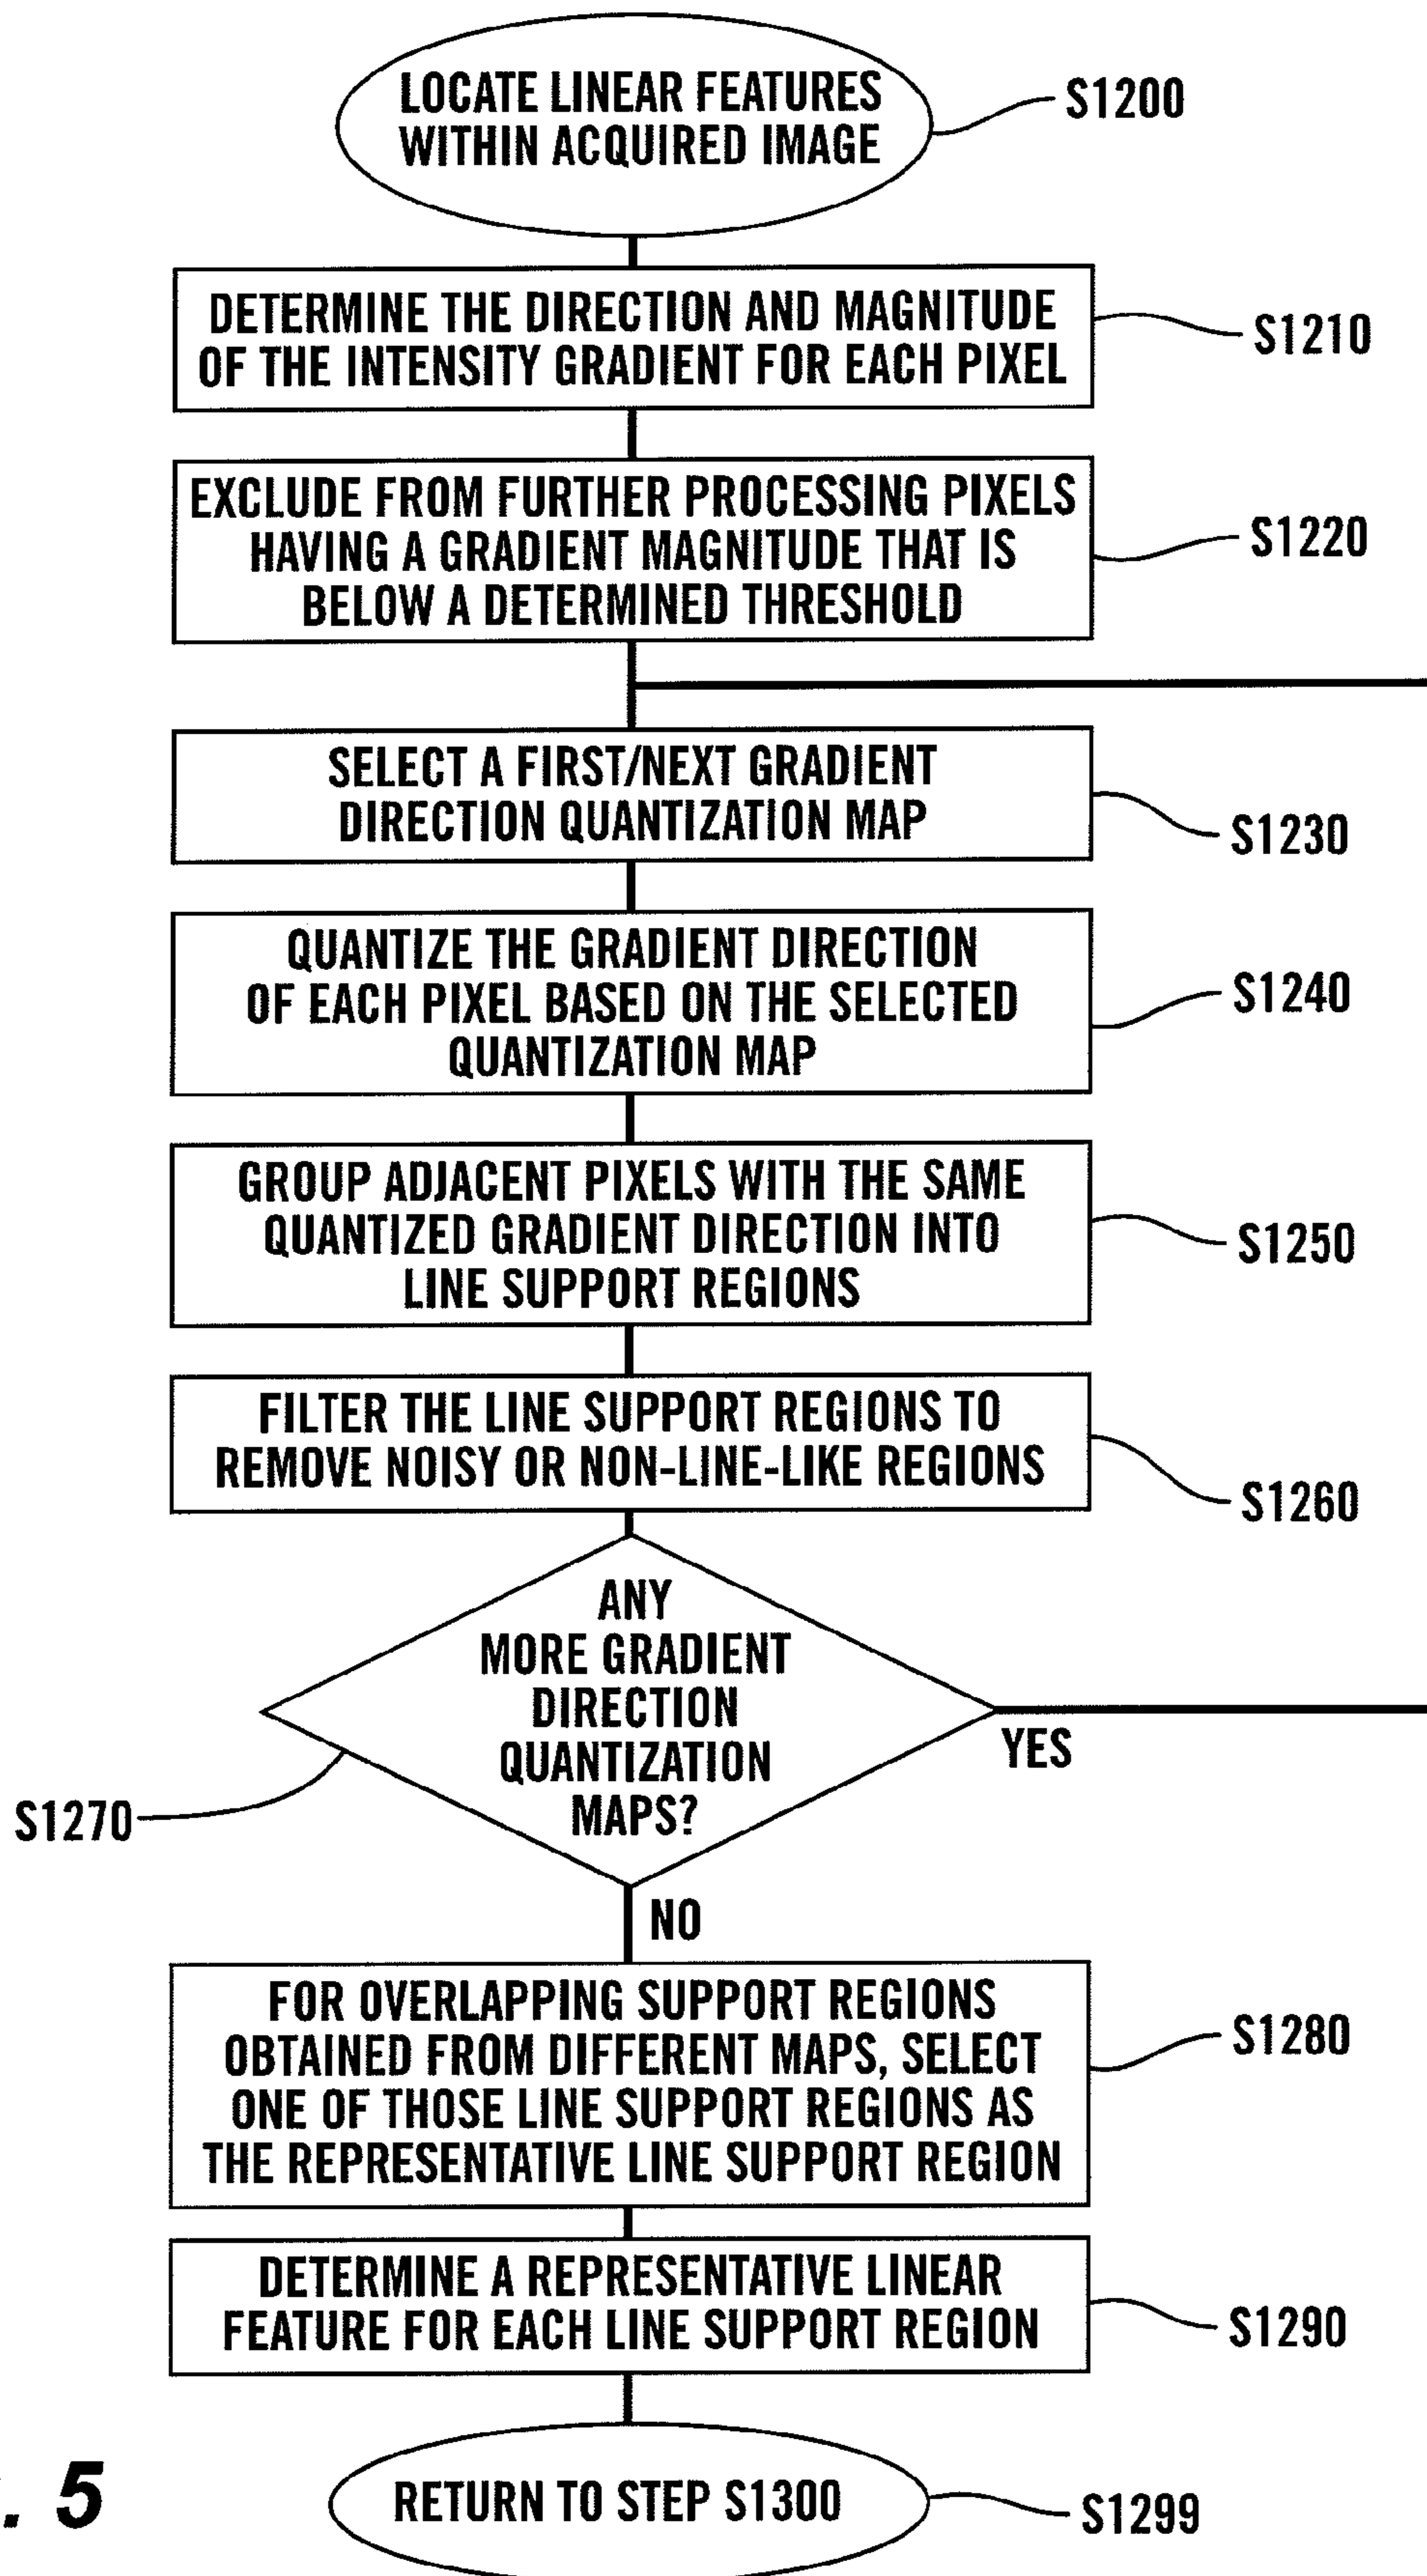 LOCATE LINEAR FEATURES
WITHIN ACQUIRED IMAGE
S1200
DETERMINE THE DIRECTION AND MAGNITUDE
OF THE INTENSITY GRADIENT FOR EACH PIXEL
S1210
EXCLUDE FROM FURTHER PROCESSING PIXELS
HAVING A GRADIENT MAGNITUDE THAT IS
BELOW A DETERMINED THRESHOLD
S1220
SELECT A FIRST/NEXT GRADIENT
DIRECTION QUANTIZATION MAP
S1230
QUANTIZE THE GRADIENT DIRECTION
OF EACH PIXEL BASED ON THE SELECTED
QUANTIZATION MAP
S1240
GROUP ADJACENT PIXELS WITH THE SAME
QUANTIZED GRADIENT DIRECTION INTO
LINE SUPPORT REGIONS
S1250
FILTER THE LINE SUPPORT REGIONS TO
REMOVE NOISY OR NON-LINE-LIKE REGIONS
S1260
ANY
MORE GRADIENT
DIRECTION
QUANTIZATION
MAPS?
YES
S1270
NO
FOR OVERLAPPING SUPPORT REGIONS
OBTAINED FROM DIFFERENT MAPS, SELECT
ONE OF THOSE LINE SUPPORT REGIONS AS
THE REPRESENTATIVE LINE SUPPORT REGION
S1280
DETERMINE A REPRESENTATIVE LINEAR
FEATURE FOR EACH LINE SUPPORT REGION
S1290
RETURN TO STEP S1300
S1299
. 5